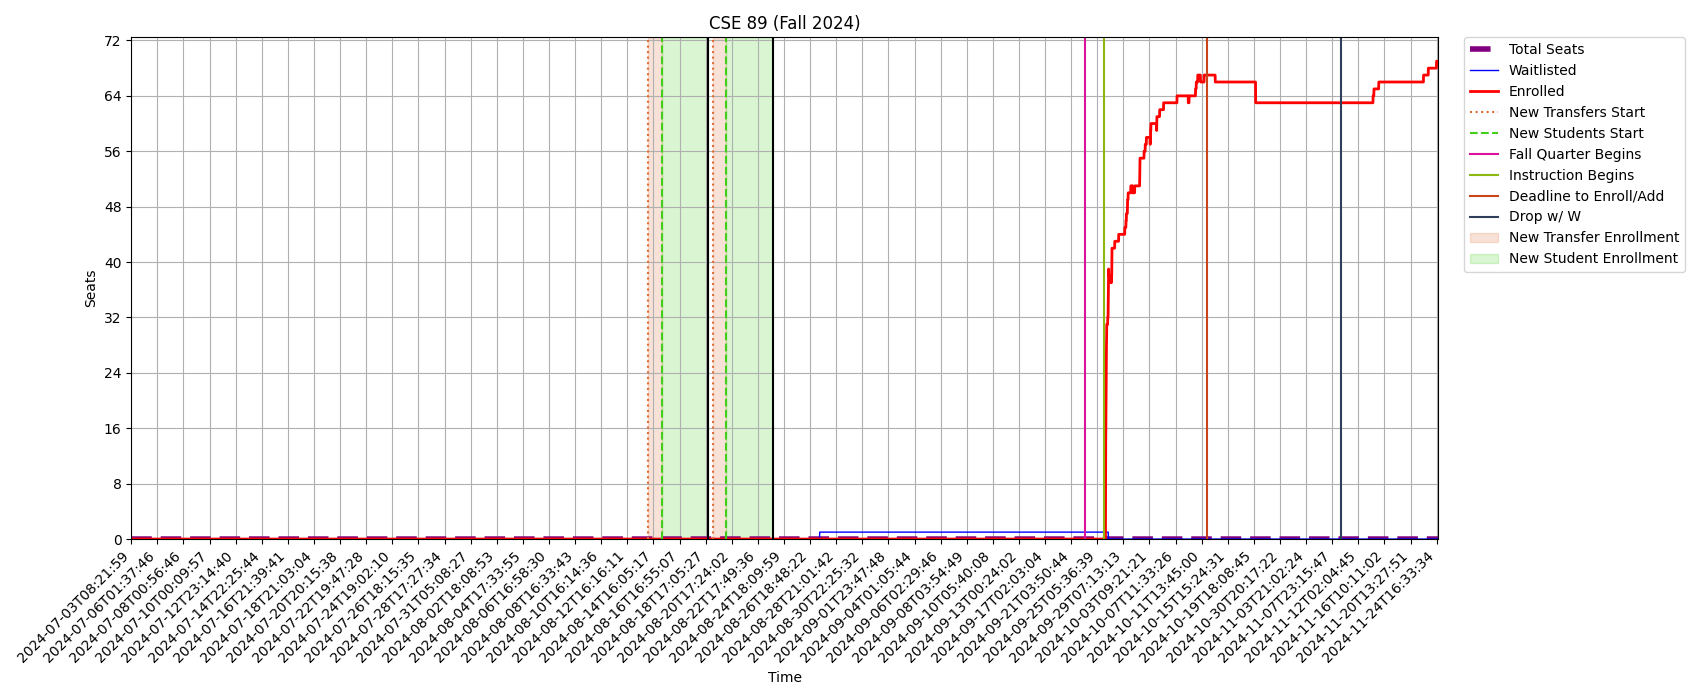 CSE 89 (Fall 2024)
72
64
56
48
40
32
24
16
8
0
Seats
2024-07-03T08:21:59
2024-07-06T01:37:46
2024-07-08T00:56:46
2024-07-10T00:09:57
2024-07-12T23:14:40
2024-07-14T22:25:44
2024-07-16T21:39:41
2024-07-18T21:03:04
2024-07-20T20:15:38
2024-07-22T19:47:28
2024-07-24T19:02:10
2024-07-26T18:15:35
2024-07-28T17:27:34
2024-07-31T05:08:27
2024-08-02T18:08:53
2024-08-04T17:33:55
2024-08-06T16:58:30
2024-08-08T16:33:43
2024-08-10T16:14:36
2024-08-12T16:16:11
2024-08-14T16:05:17
2024-08-16T16:55:07
2024-08-18T17:05:27
2024-08-20T17:24:02
2024-08-22T17:49:36
2024-08-24T18:09:59
2024-08-26T18:48:22
2024-08-28T21:01:42
2024-08-30T22:25:32
2024-09-01T23:47:48
2024-09-04T01:05:44
2024-09-06T02:29:46
2024-09-08T03:54:49
2024-09-10T05:40:08
2024-09-13T00:24:02
2024-09-17T02:03:04
2024-09-21T03:50:44
2024-09-25T05:36:39
2024-09-29T07:13:13
2024-10-03T09:21:21
2024-10-07T11:33:26
2024-10-11T13:45:00
2024-10-15T15:24:31
2024-10-19T18:08:45
2024-10-30T20:17:22
2024-11-03T21:02:24
2024-11-07T23:15:47
2024-11-12T02:04:45
2024-11-16T10:11:02
2024-11-20T13:27:51
2024-11-24T16:33:34
Time
Total Seats
Waitlisted
Enrolled
New Transfers Start
New Students Start
Fall Quarter Begins
Instruction Begins
Deadline to Enroll/Add
Drop w/ W
New Transfer Enrollment
New Student Enrollment